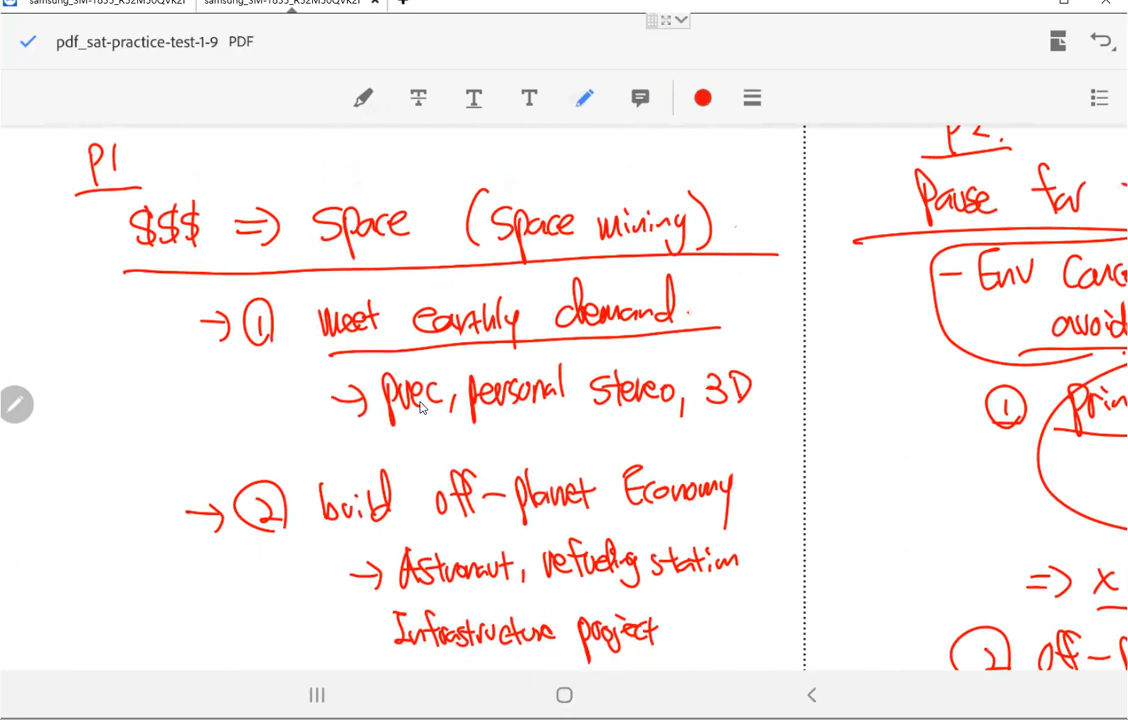 pdf_sat-practice-test-1-9 PDF
P1
$$$ => space (space mining)
-> ① meet earthly demand.
-> prec, personal stereo, 3D
-> ② build off-planet Economy
-> Astronaut, refueling station
Infrastructure project
P2.
Pause for
- Env
avoid
①
=> x
② off-